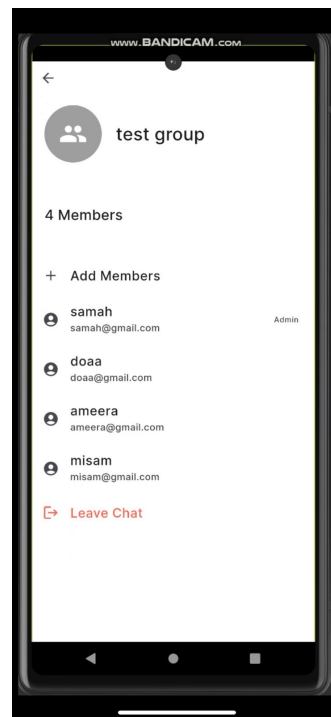 www.BANDICAM.com
test group
4 Members
+ Add Members
samah
samah@gmail.com
Admin
doaa
doaa@gmail.com
ameera
ameera@gmail.com
misam
misam@gmail.com
Leave Chat